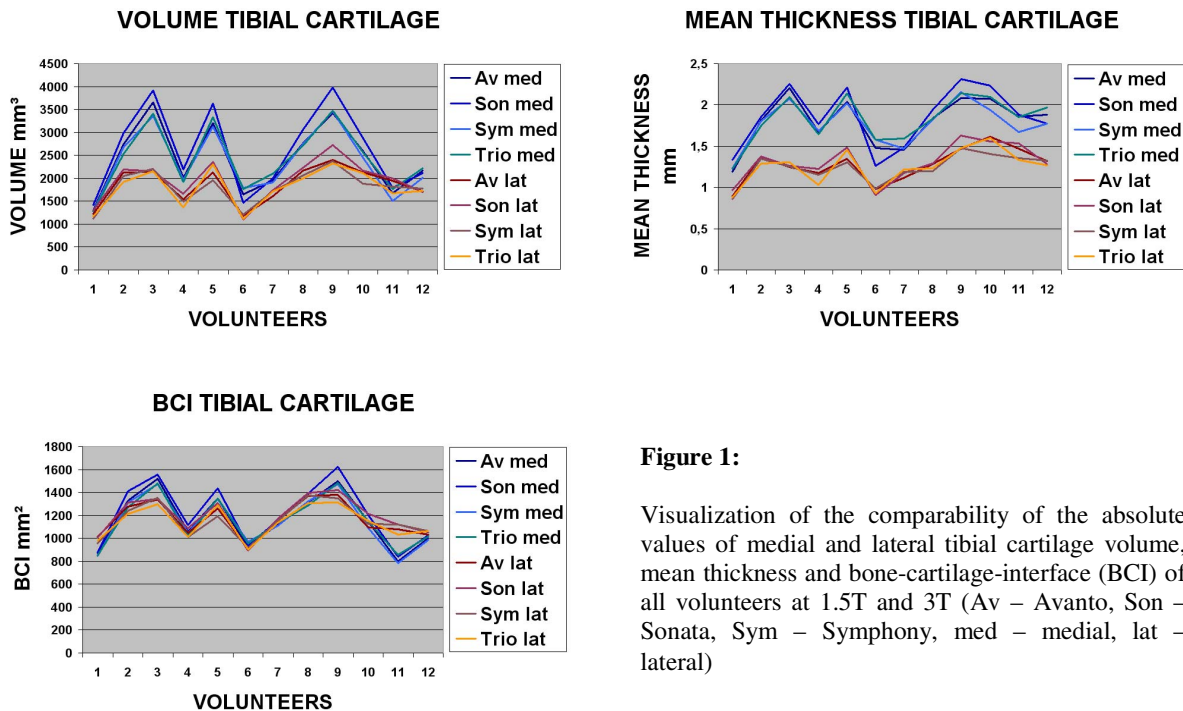 VOLUME TIBIAL CARTILAGE
VOLUME mm³
4500
4000
3500
3000
2500
2000
1500
1000
500
0
1 2 3 4 5 6 7 8 9 10 11 12
VOLUNTEERS
Av med
Son med
Sym med
Trio med
Av lat
Son lat
Sym lat
Trio lat
MEAN THICKNESS TIBIAL CARTILAGE
MEAN THICKNESS
mm
2,5
2
1,5
1
0,5
0
1 2 3 4 5 6 7 8 9 10 11 12
VOLUNTEERS
Av med
Son med
Sym med
Trio med
Av lat
Son lat
Sym lat
Trio lat
BCI TIBIAL CARTILAGE
BCI mm²
1800
1600
1400
1200
1000
800
600
400
200
0
1 2 3 4 5 6 7 8 9 10 11 12
VOLUNTEERS
Av med
Son med
Sym med
Trio med
Av lat
Son lat
Sym lat
Trio lat
Figure 1:
Visualization of the comparability of the absolute
values of medial and lateral tibial cartilage volume,
mean thickness and bone-cartilage-interface (BCI) of
all volunteers at 1.5T and 3T (Av – Avanto, Son –
Sonata, Sym – Symphony, med – medial, lat –
lateral)